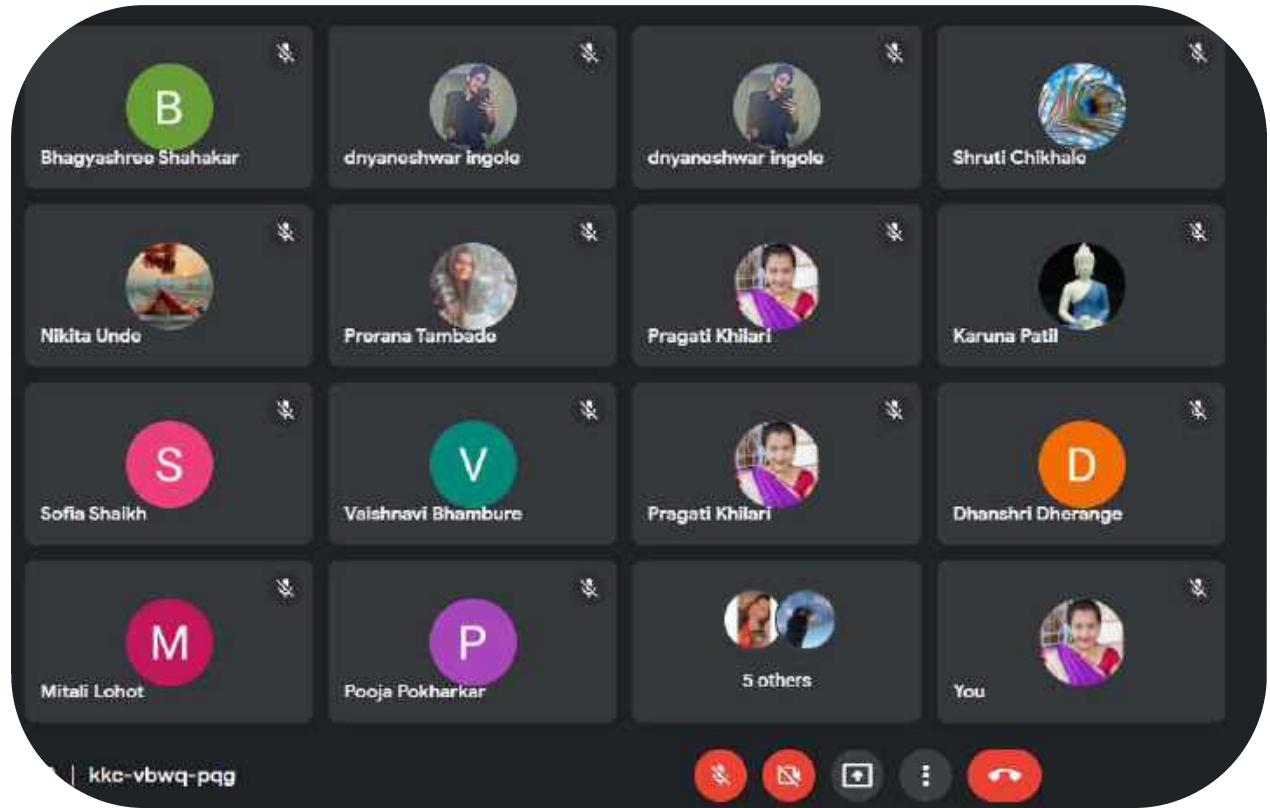 B
Bhagyashree Shahakar
dnyaneshwar ingole
dnyaneshwar ingole
Shruti Chikhale
Nikita Unde
Prerana Tambade
Pragati Khilari
Karuna Patil
S
Sofia Shaikh
V
Vaishnavi Bhambure
Pragati Khilari
D
Dhanshri Dherange
M
Mitali Lohot
P
Pooja Pokharkar
5 others
You
| kkc-vbwq-pqg